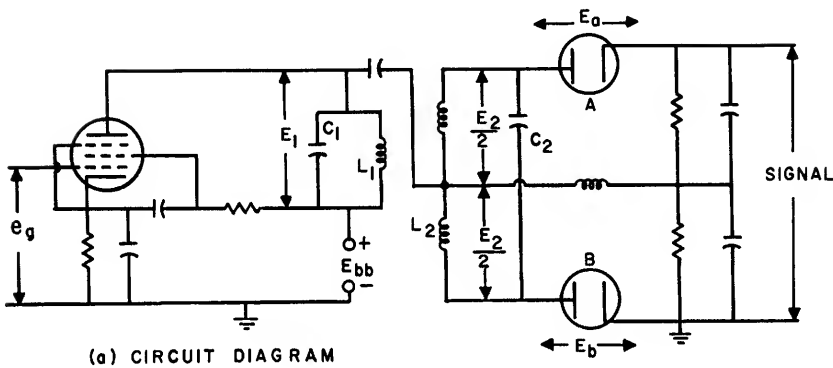 Ea
A
E1
C1
L1
E2
2
C2
eg
+
Ebb
-
L2
E2
2
SIGNAL
B
Eb
(a) CIRCUIT DIAGRAM